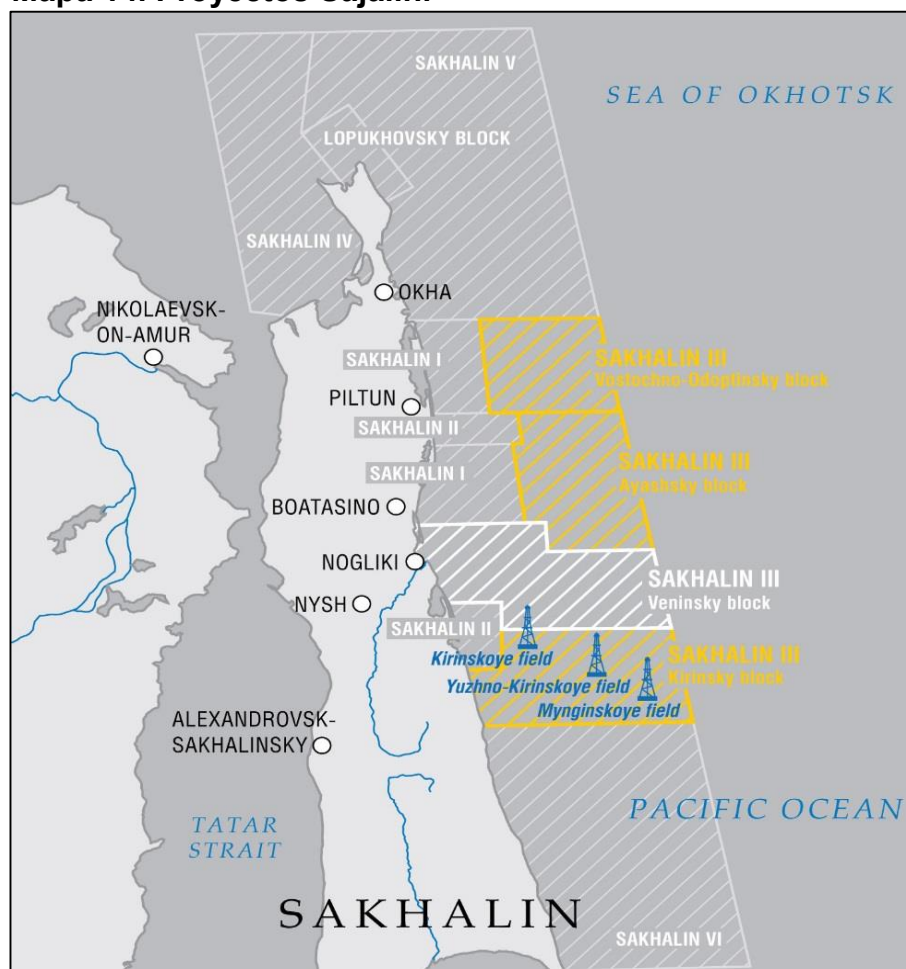 Mapa Proyectos Sajalín.
SAKHALIN V
SEA OF OKHOTSK
LOPUKHOVSKY BLOCK
SAKHALIN IV
OKHA
NIKOLAEVSK-
ON-AMUR
SAKHALIN I
SAKHALIN III
Vostochno-Odoplinsky block
PILTUN
SAKHALIN II
SAKHALIN I
SAKHALIN III
Ayashsky block
BOATASINO
NOGLIKI
SAKHALIN III
Veninsky block
NYSH
SAKHALIN II
Kirinskoye field
SAKHALIN III
Kirinsky block
Yuzhno-Kirinskoye field
Mynginskoye field
ALEXANDROVSK-
SAKHALINSKY
PACIFIC OCEAN
TATAR
STRAIT
SAKHALIN
SAKHALIN VI